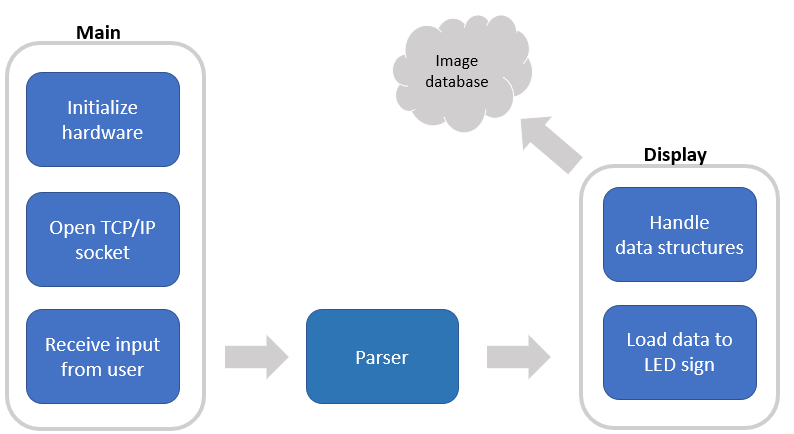 Main
Initialize
hardware
Open TCP/IP
socket
Receive input
from user
Parser
Image
database
Display
Handle
data structures
Load data to
LED sign